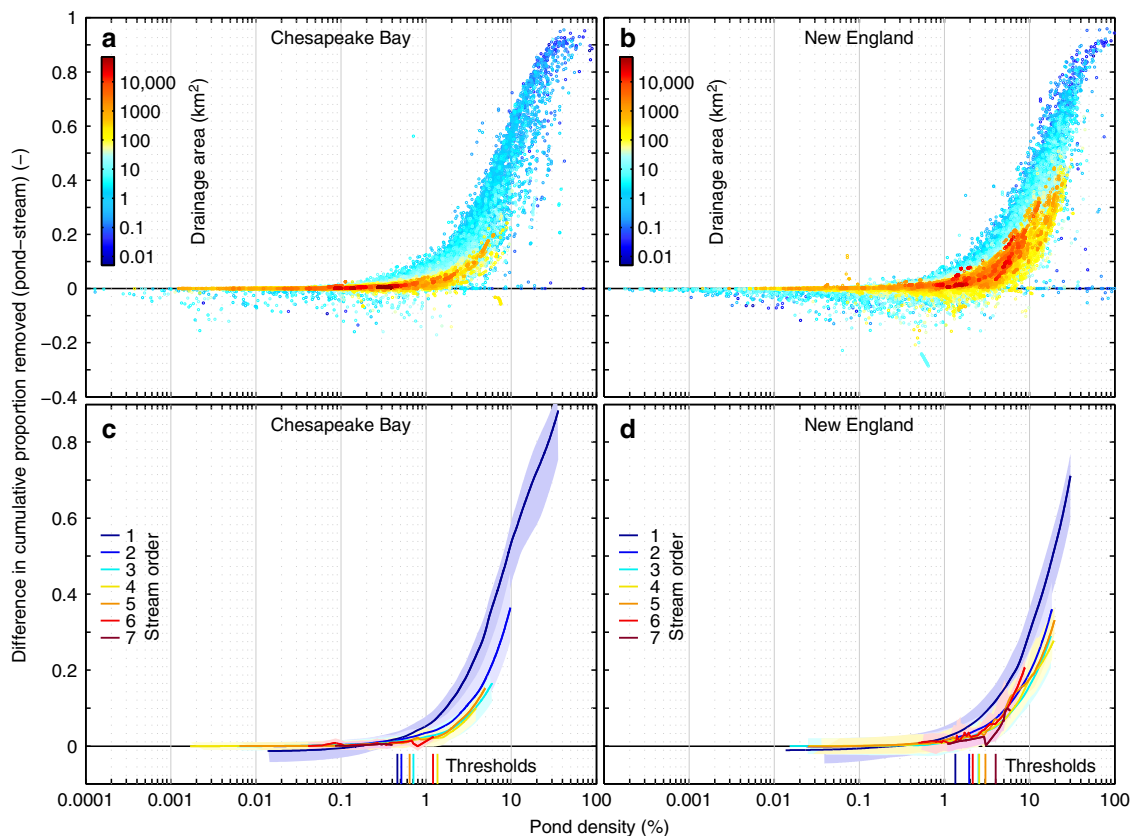 a
Chesapeake Bay
10,000
1000
100
10
1
0.1
0.01
Drainage area (km²)
b
New England
10,000
1000
100
10
1
0.1
0.01
Drainage area (km²)
1
0.8
0.6
0.4
0.2
0
−0.2
−0.4
Difference in cumulative proportion removed (pond−stream) (−)
c
Chesapeake Bay
1
2
3
4
5
6
7
Stream order
Thresholds
d
New England
1
2
3
4
5
6
7
Stream order
Thresholds
0.8
0.6
0.4
0.2
0
0.0001 0.001 0.01 0.1 1 10 100
0.001 0.01 0.1 1 10 100
Pond density (%)